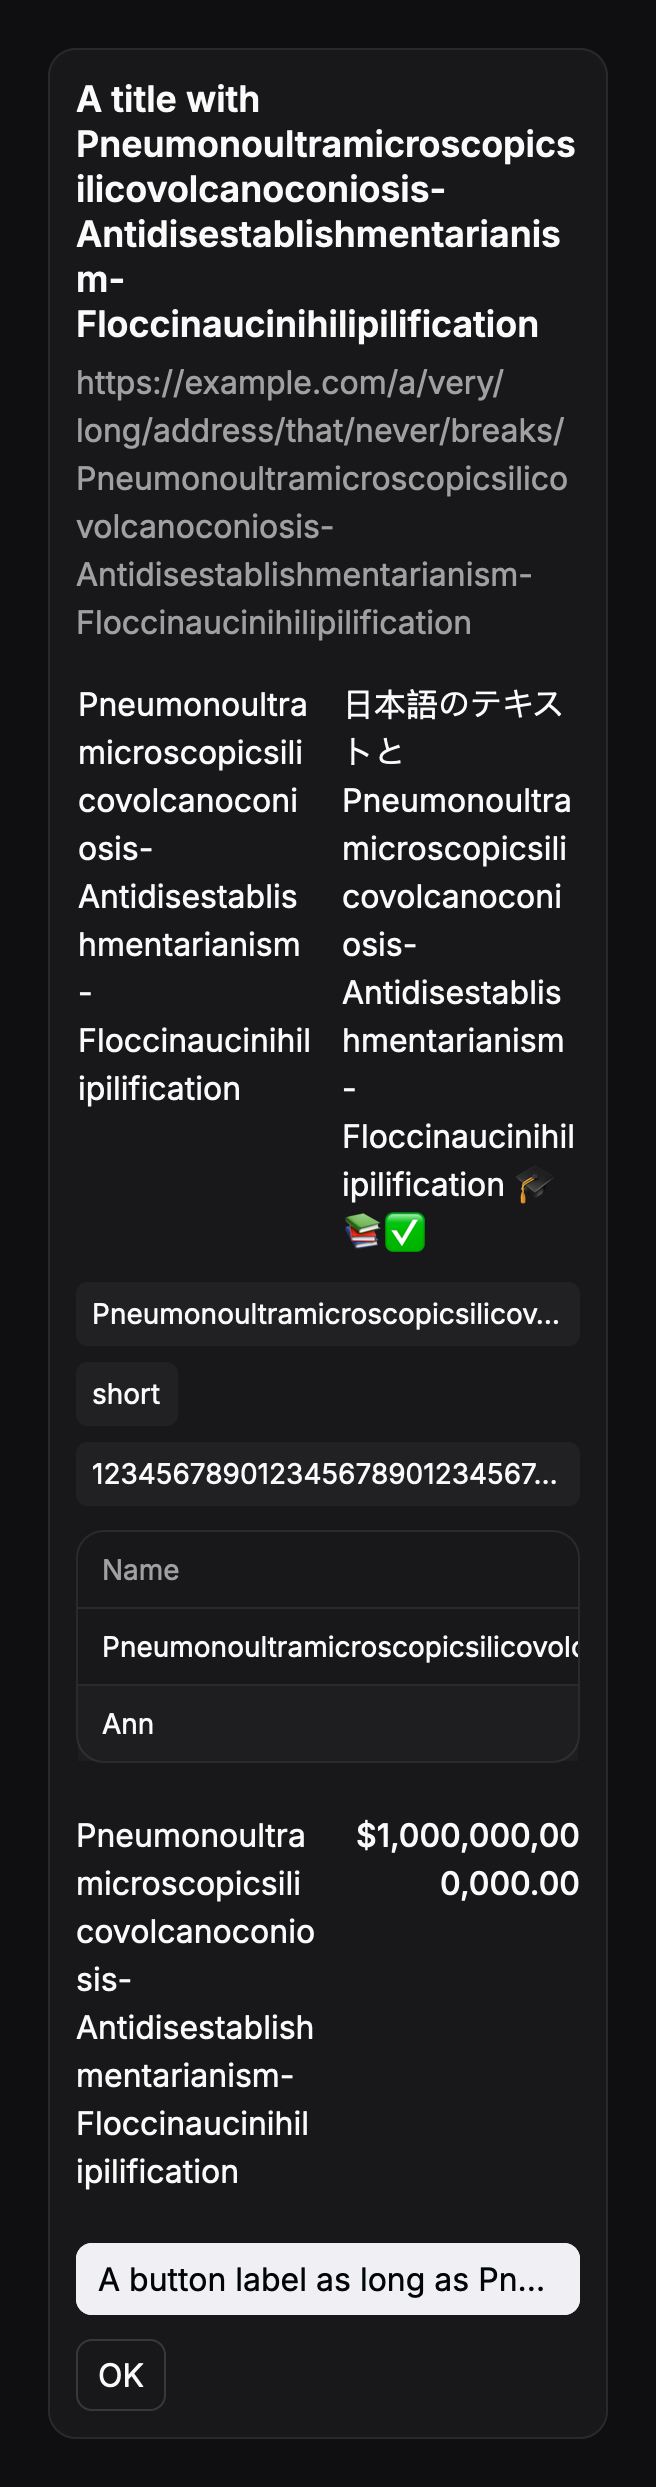 A title with
Pneumonoultramicroscopics
ilicovolcanoconiosis-
Antidisestablishmentarianis
m-
Floccinaucinihilipilification
https://example.com/a/very/
long/address/that/never/breaks/
Pneumonoultramicroscopicsilico
volcanoconiosis-
Antidisestablishmentarianism-
Floccinaucinihilipilification
Pneumonoultra
microscopicsili
covolcanoconi
osis-
Antidisestablis
hmentarianism
-
Floccinaucinihil
ipilification
日本語のテキス
トと
Pneumonoultra
microscopicsili
covolcanoconi
osis-
Antidisestablis
hmentarianism
-
Floccinaucinihil
ipilification 🎓
📚✅
Pneumonoultramicroscopicsilicov...
short
123456789012345678901234567...
Name
Pneumonoultramicroscopicsilicovolc
Ann
Pneumonoultra
microscopicsili
covolcanoconio
sis-
Antidisestablish
mentarianism-
Floccinaucinihil
ipilification
$1,000,000,00
0,000.00
A button label as long as Pn...
OK